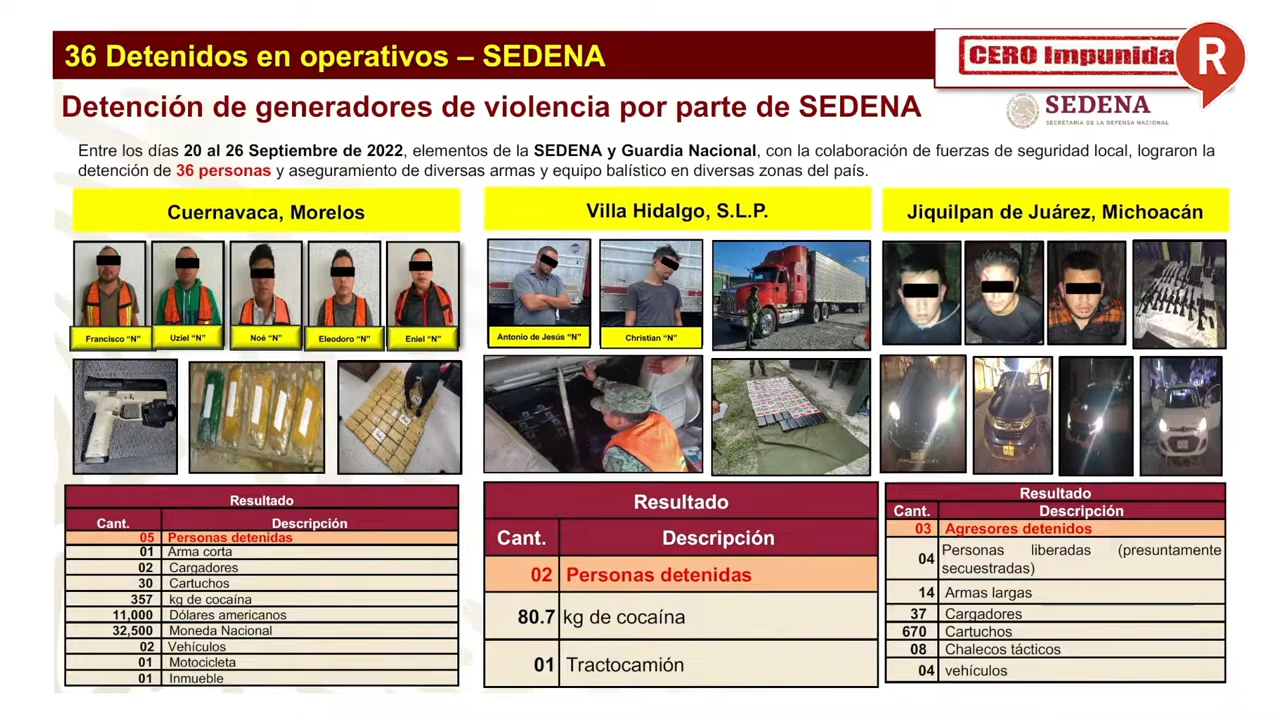 36 Detenidos en operativos – SEDENA
CERO Impunida
R
Detención de generadores de violencia por parte de SEDENA
SEDENA
SECRETARÍA DE LA DEFENSA NACIONAL
Entre los días 20 al 26 Septiembre de 2022, elementos de la SEDENA y Guardia Nacional, con la colaboración de fuerzas de seguridad local, lograron la
detención de 36 personas y aseguramiento de diversas armas y equipo balístico en diversas zonas del país.
Cuernavaca, Morelos
Francisco “N”
Uziel “N”
Noé “N”
Eleodoro “N”
Eniel “N”
Resultado
Cant. Descripción
05 Personas detenidas
01 Arma corta
02 Cargadores
30 Cartuchos
357 kg de cocaína
11,000 Dólares americanos
32,500 Moneda Nacional
02 Vehículos
01 Motocicleta
01 Inmueble
Villa Hidalgo, S.L.P.
Antonio de Jesús “N”
Christian “N”
Resultado
Cant. Descripción
02 Personas detenidas
80.7 kg de cocaína
01 Tractocamión
Jiquilpan de Juárez, Michoacán
Resultado
Cant. Descripción
03 Agresores detenidos
04 Personas liberadas (presuntamente
secuestradas)
14 Armas largas
37 Cargadores
670 Cartuchos
08 Chalecos tácticos
04 vehículos